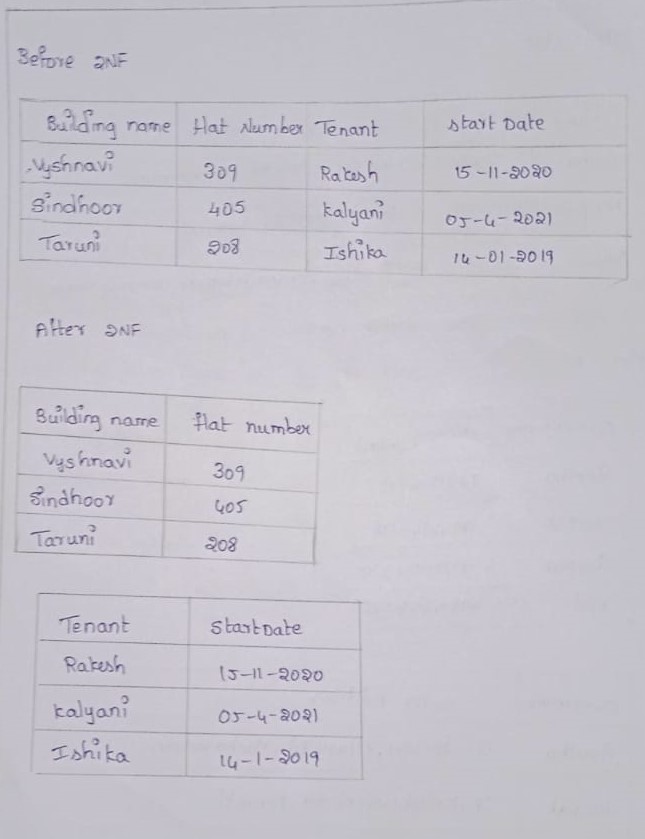 Before 2NF
Building name Flat Number Tenant Start Date
Vyshnavi 309 Rakesh 15-11-2020
Sindhoor 405 Kalyani 05-4-2021
Taruni 208 Ishika 14-01-2019
After 2NF
Building name flat number
Vyshnavi 309
Sindhoor 405
Taruni 208
Tenant StartDate
Rakesh 15-11-2020
Kalyani 05-4-2021
Ishika 14-1-2019